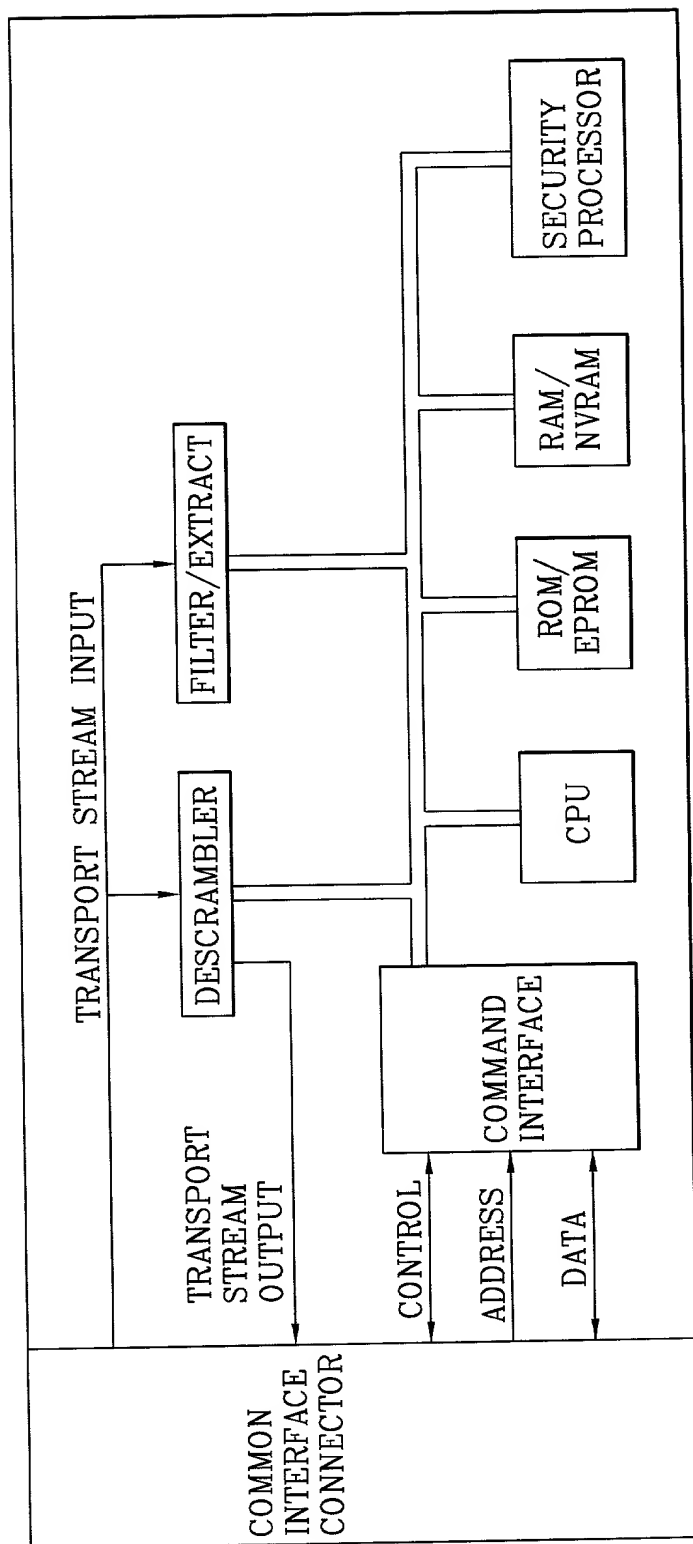 TRANSPORT STREAM INPUT
DESCRAMBLER
FILTER/EXTRACT
TRANSPORT
STREAM
OUTPUT
COMMON
INTERFACE
CONNECTOR
CONTROL
ADDRESS
DATA
COMMAND
INTERFACE
CPU
ROM/
EPROM
RAM/
NVRAM
SECURITY
PROCESSOR